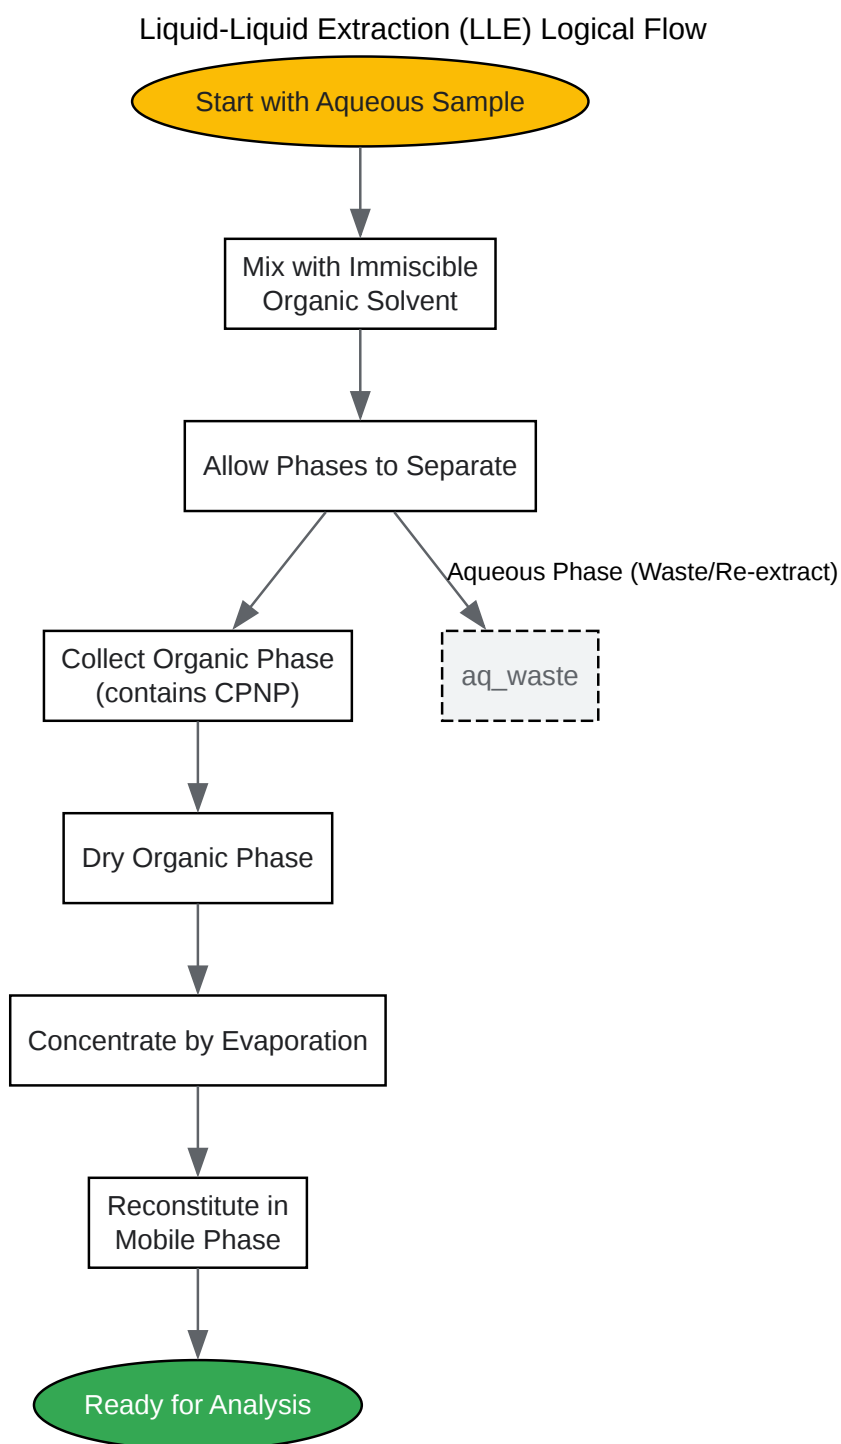 Liquid-Liquid Extraction (LLE) Logical Flow
Start with Aqueous Sample
Mix with Immiscible
Organic Solvent
Allow Phases to Separate
Aqueous Phase (Waste/Re-extract)
Collect Organic Phase
(contains CPNP)
aq_waste
Dry Organic Phase
Concentrate by Evaporation
Reconstitute in
Mobile Phase
Ready for Analysis